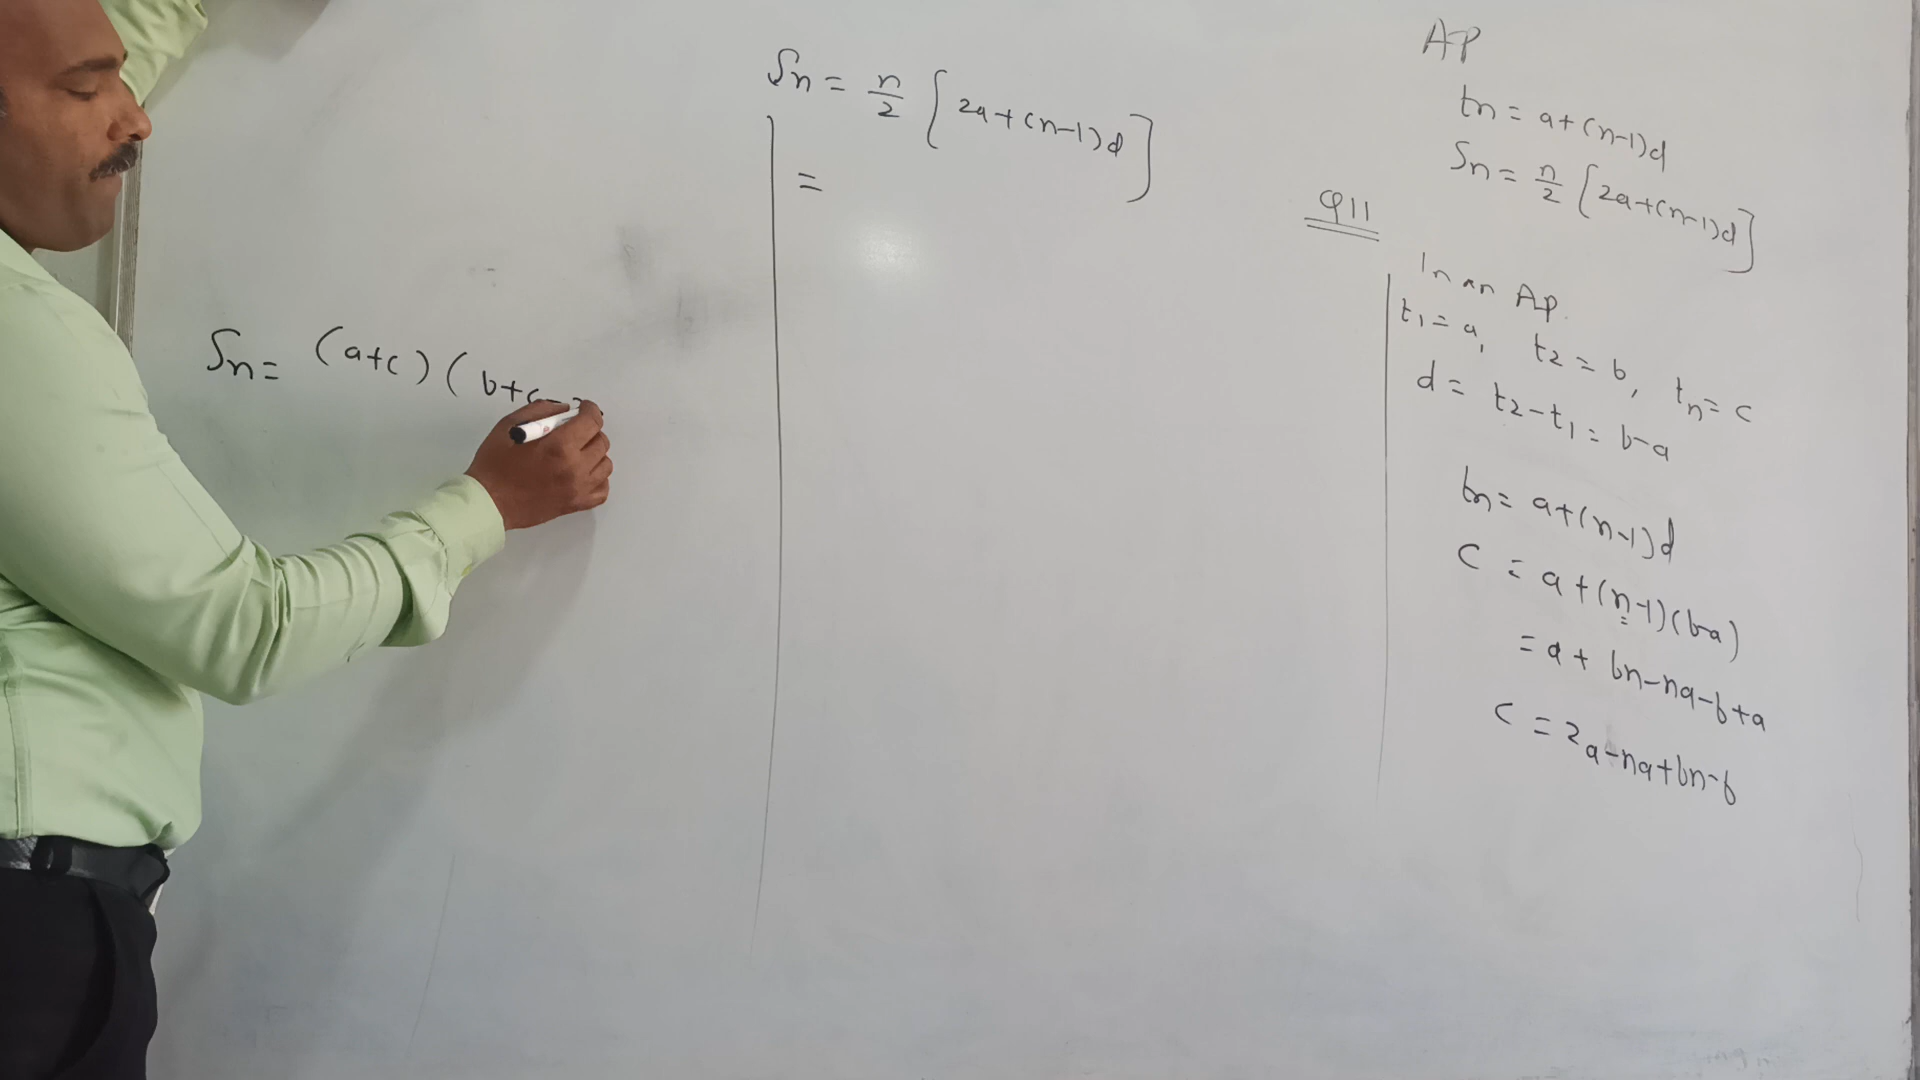 Sn = n/2 [2a+(n-1)d]
=
Sn = (a+c) (b+c-2
AP
tn = a+(n-1)d
Sn = n/2 [2a+(n-1)d]
Q11
In an AP.
t1 = a, t2 = b, tn = c
d = t2-t1 = b-a
tn = a+(n-1)d
C = a+(n-1)(b-a)
= a + bn-na-b+a
C = 2a-na+bn-b